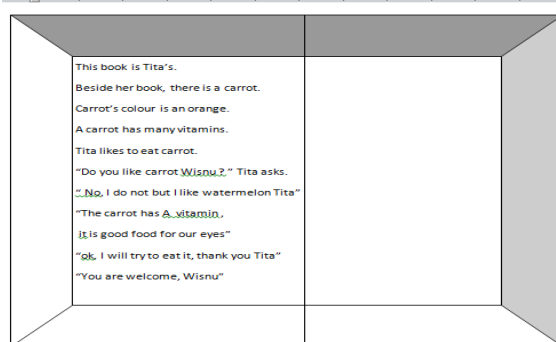 This book is Tita's.
Beside her book, there is a carrot.
Carrot's colour is an orange.
A carrot has many vitamins.
Tita likes to eat carrot.
“Do you like carrot Wisnu ? “ Tita asks.
“ No, I do not but I like watermelon Tita”
“The carrot has A vitamin ,
it is good food for our eyes”
“ok, I will try to eat it, thank you Tita”
“You are welcome, Wisnu”